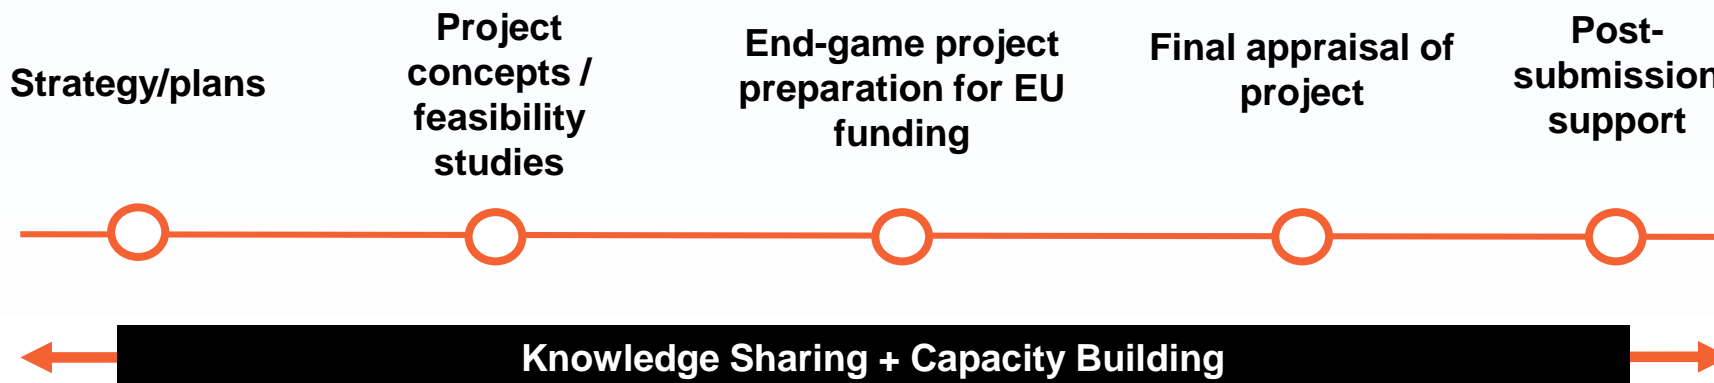 Strategy/plans
Project
concepts /
feasibility
studies
End-game project
preparation for EU
funding
Final appraisal of
project
Post-
submission
support
Knowledge Sharing + Capacity Building